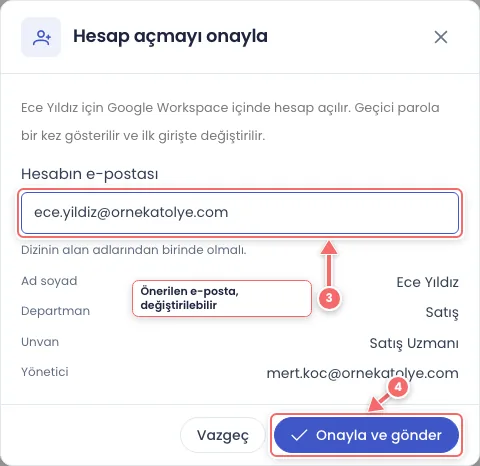 Hesap açmayı onayla
Ece Yıldız için Google Workspace içinde hesap açılır. Geçici parola
bir kez gösterilir ve ilk girişte değiştirilir.
Hesabın e-postası
ece.yildiz@ornekatolye.com
Dizinin alan adlarından birinde olmalı.
Ad soyad
Ece Yıldız
Önerilen e-posta,
değiştirilebilir
3
Departman
Satış
Unvan
Satış Uzmanı
Yönetici
mert.koc@ornekatolye.com
4
Vazgeç
Onayla ve gönder